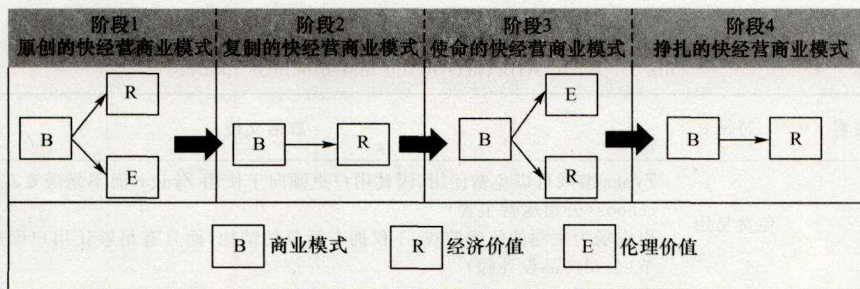 阶段1
原创的快经营商业模式
阶段2
复制的快经营商业模式
阶段3
使命的快经营商业模式
阶段4
挣扎的快经营商业模式
B
R
E
B
R
B
E
R
B
R
B 商业模式
R 经济价值
E 伦理价值